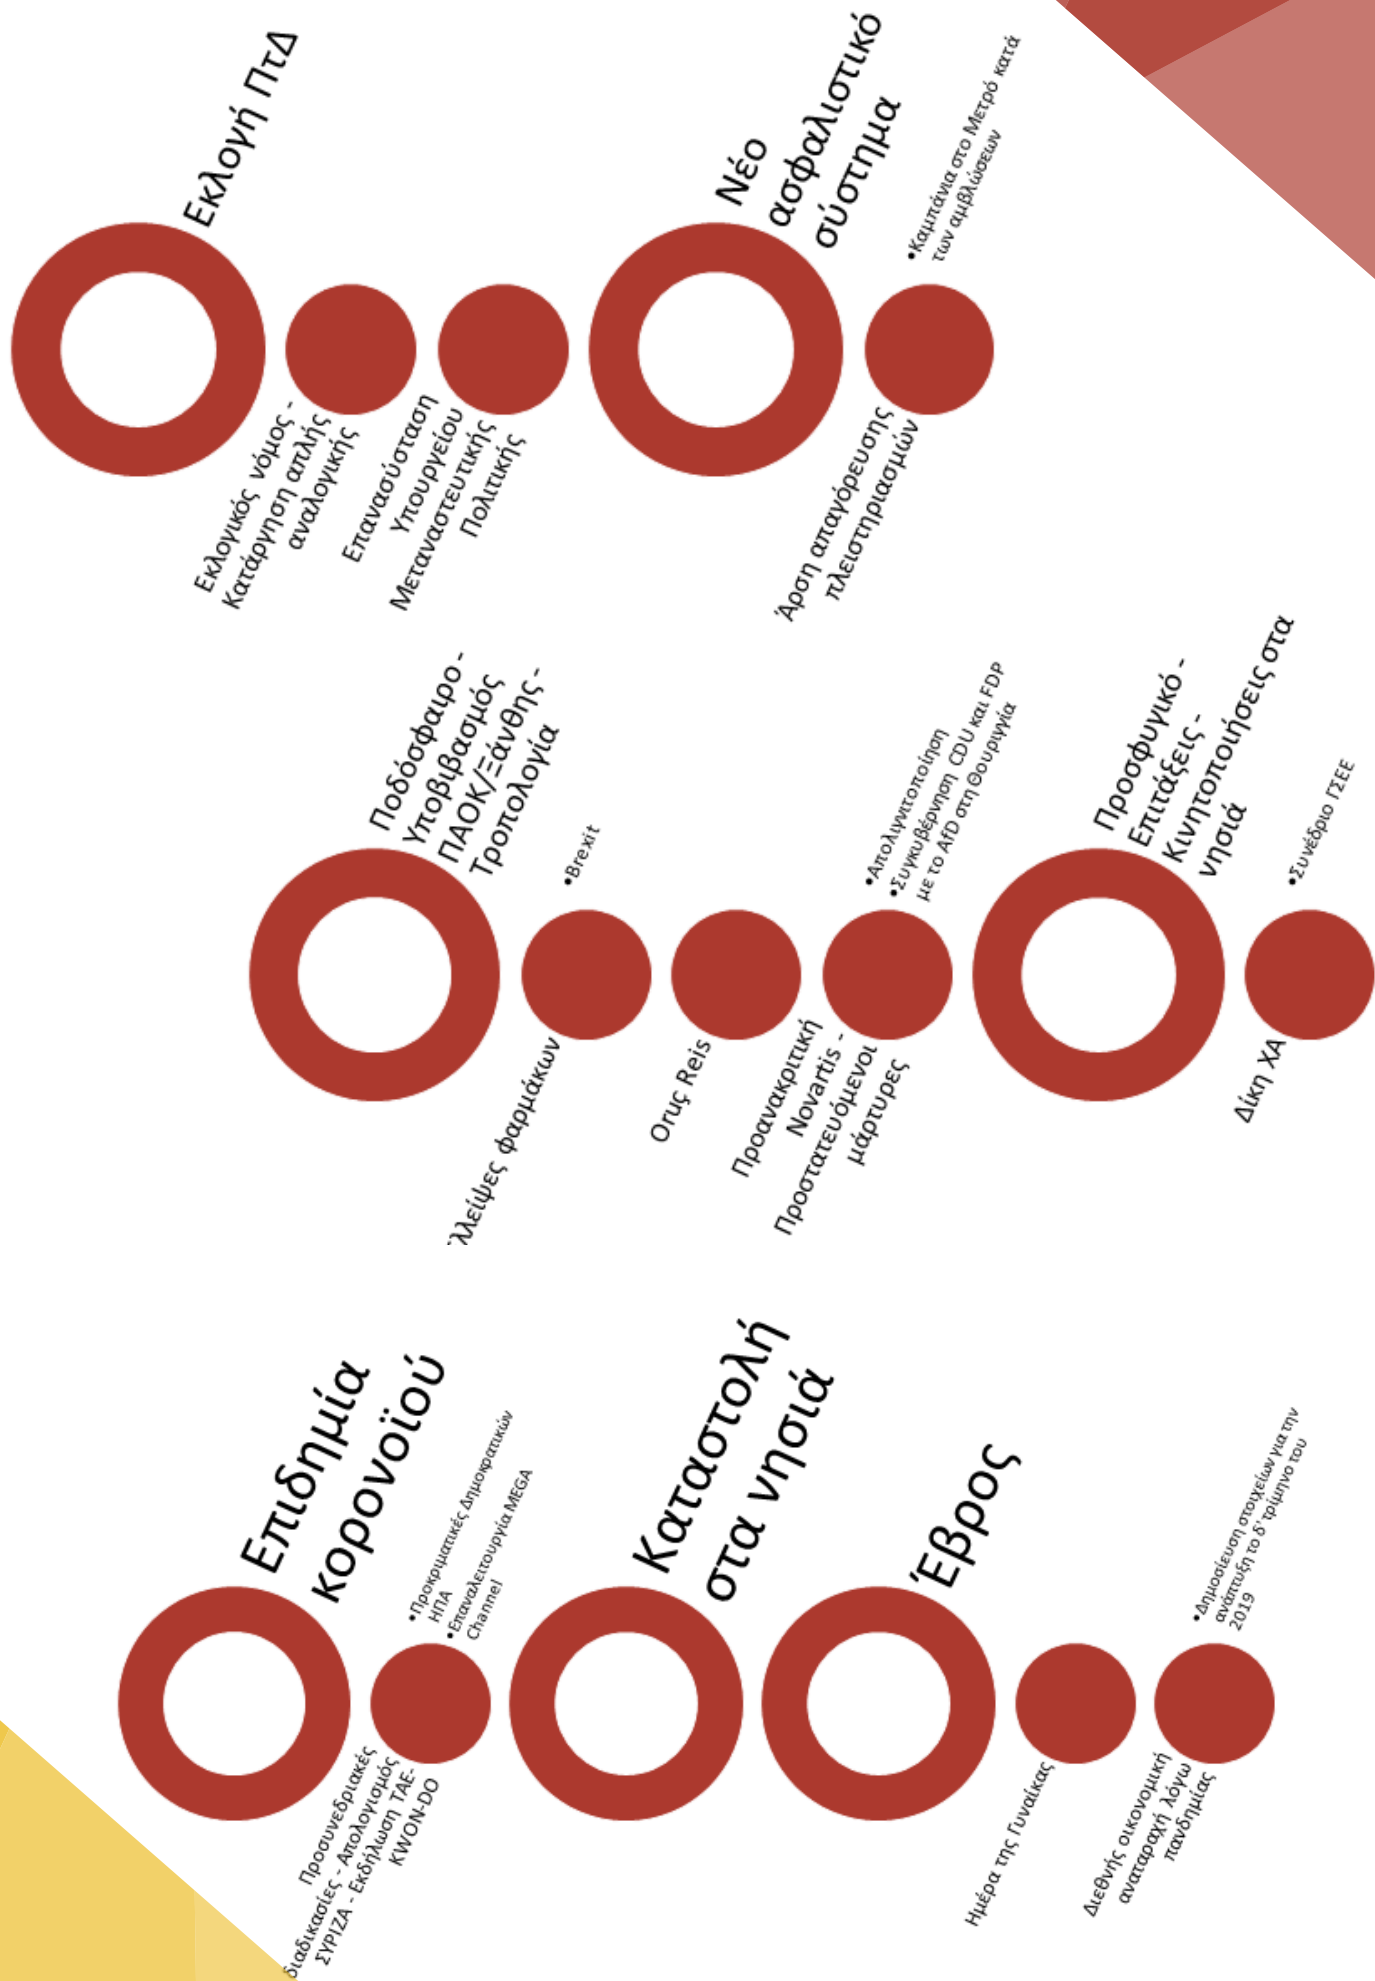 Εκλογή ΠτΔ
Εκλογικός νόμος -
Κατάργηση απλής
αναλογικής
Επανασύσταση
Υπουργείου
Μεταναστευτικής
Πολιτικής
Νέο
ασφαλιστικό
σύστημα
Άρση απαγόρευσης
πλειστηριασμών
•Καμπάνια στο Μετρό κατά
των αμβλώσεων
Ποδόσφαιρο -
Υποβιβασμός
ΠΑΟΚ/Ξάνθης -
Τροπολογία
λλείψες φαρμάκων
•Brexit
Oruç Reis
Προανακριτική
Novartis -
Προστατευόμενοι
μάρτυρες
•Απολιγνιτοποίηση
•Συγκυβέρνηση CDU και FDP
με το AfD στη Θουριγγία
Προσφυγικό -
Επιτάξεις -
Κινητοποιήσεις στα
νησιά
Δίκη ΧΑ
•Συνέδριο ΓΣΕΕ
Επιδημία
κορονοϊού
Προσυνεδριακές
διαδικασίες - Απολογισμός
ΣΥΡΙΖΑ - Εκδήλωση TAE-
KWON-DO
•Προκριματικές Δημοκρατικών
ΗΠΑ
•Επαναλειτουργία MEGA
Channel
Καταστολή
στα νησιά
Έβρος
Ημέρα της Γυναίκας
Διεθνής οικονομική
αναταραχή λόγω
πανδημίας
•Δημοσίευση στοιχείων για την
ανάπτυξη το δ' τρίμηνο του
2019